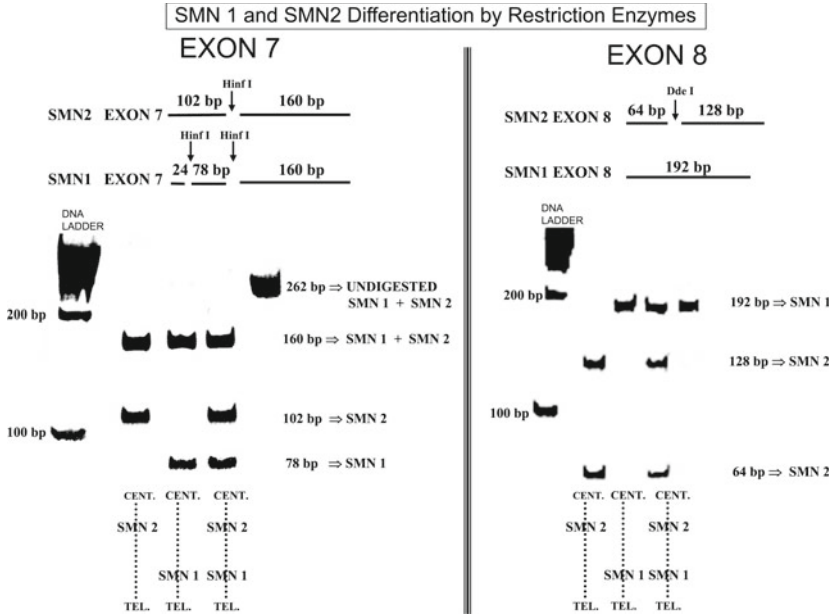 SMN 1 and SMN2 Differentiation by Restriction Enzymes
EXON 7
Hinf I
102 bp
160 bp
SMN2 EXON 7
Hinf I
Hinf I
24 78 bp
160 bp
SMN1 EXON 7
DNA
LADDER
262 bp ⇒ UNDIGESTED
SMN 1 + SMN 2
200 bp
160 bp ⇒ SMN 1 + SMN 2
102 bp ⇒ SMN 2
100 bp
78 bp ⇒ SMN 1
CENT. CENT. CENT.
SMN 2 SMN 2
SMN 1 SMN 1
TEL. TEL. TEL.
EXON 8
Dde I
64 bp
128 bp
SMN2 EXON 8
192 bp
SMN1 EXON 8
DNA
LADDER
200 bp
192 bp ⇒ SMN 1
128 bp ⇒ SMN 2
100 bp
64 bp ⇒ SMN 2
CENT. CENT. CENT.
SMN 2 SMN 2
SMN 1 SMN 1
TEL. TEL. TEL.